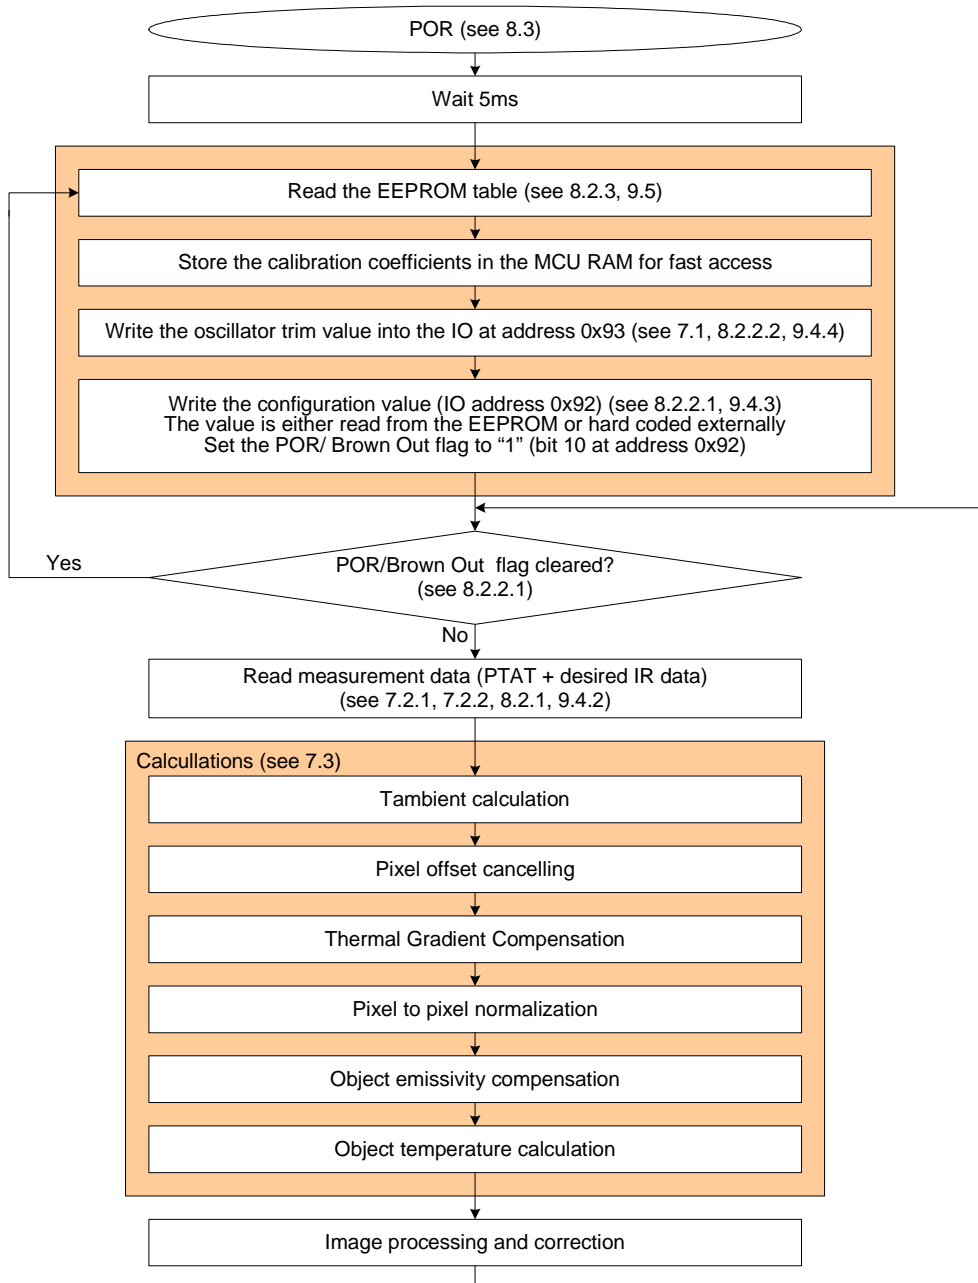 POR (see 8.3)
Wait 5ms
Read the EEPROM table (see 8.2.3, 9.5)
Store the calibration coefficients in the MCU RAM for fast access
Write the oscillator trim value into the IO at address 0x93 (see 7.1, 8.2.2.2, 9.4.4)
Write the configuration value (IO address 0x92) (see 8.2.2.1, 9.4.3)
The value is either read from the EEPROM or hard coded externally
Set the POR/ Brown Out flag to “1” (bit 10 at address 0x92)
Yes
POR/Brown Out  flag cleared?
(see 8.2.2.1)
No
Read measurement data (PTAT + desired IR data)
(see 7.2.1, 7.2.2, 8.2.1, 9.4.2)
Calcullations (see 7.3)
Tambient calculation
Pixel offset cancelling
Thermal Gradient Compensation
Pixel to pixel normalization
Object emissivity compensation
Object temperature calculation
Image processing and correction